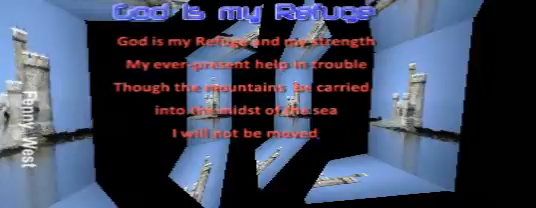 God is my Refuge
God is my Refuge and my strength
My ever-present help in trouble
Though the mountains be carried
into the midst of the sea
I will not be moved.
Penny West